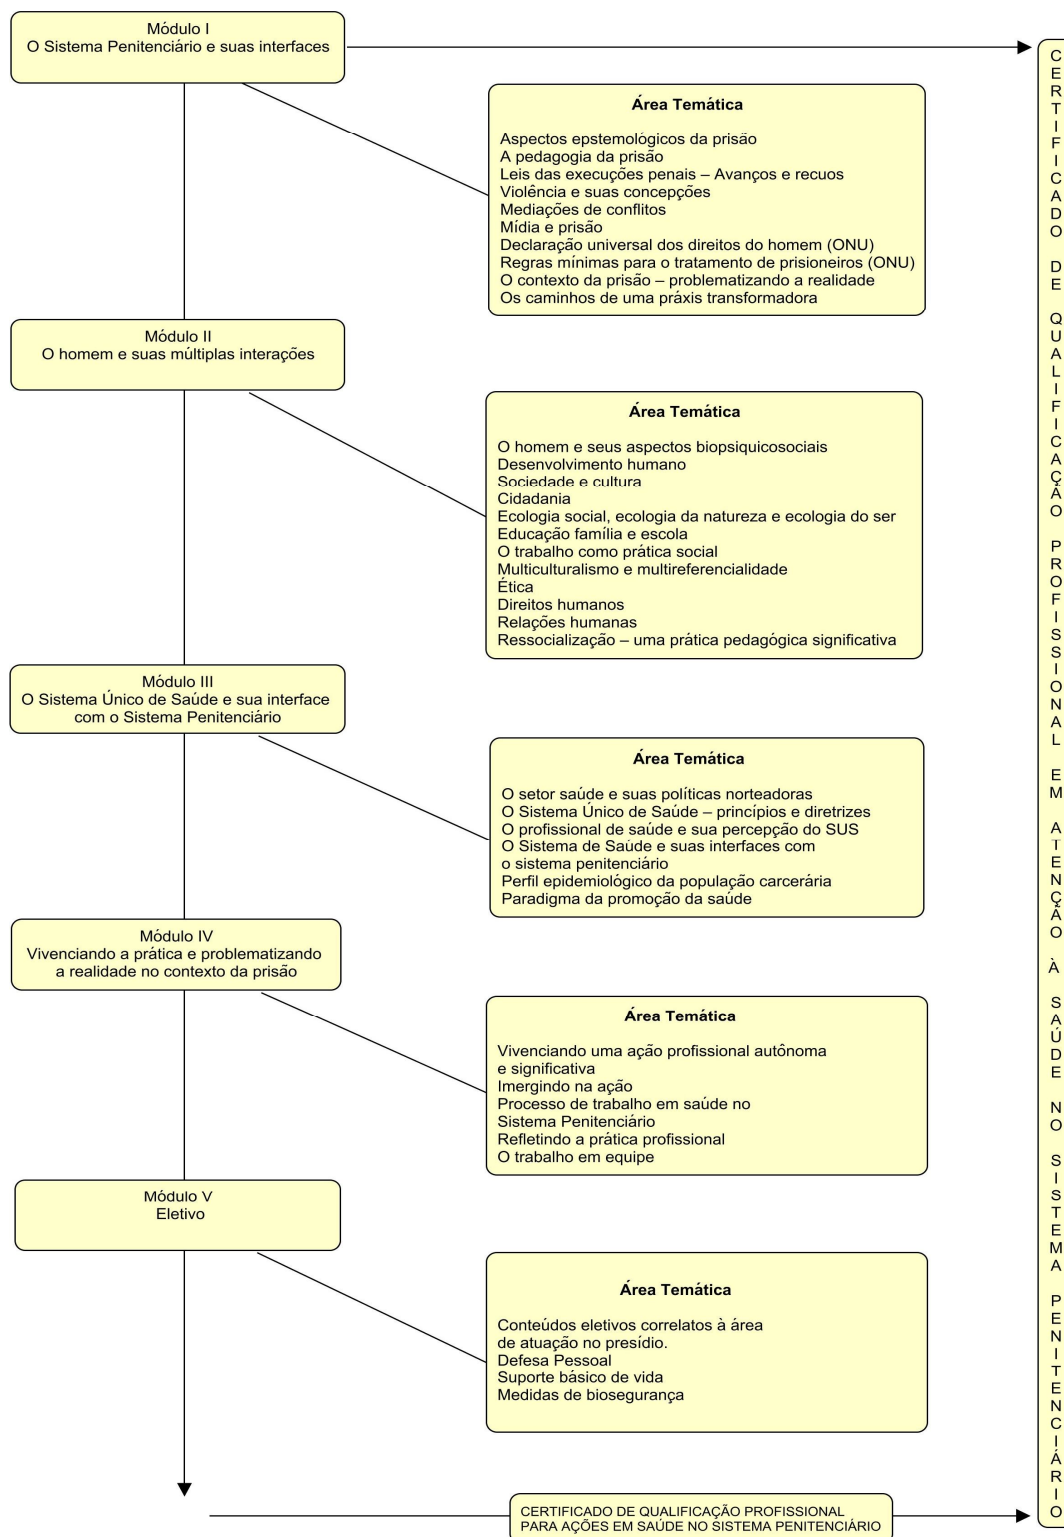 Módulo I
O Sistema Penitenciário e suas interfaces
Área Temática
Aspectos epstemológicos da prisão
A pedagogia da prisão
Leis das execuções penais – Avanços e recuos
Violência e suas concepções
Mediações de conflitos
Mídia e prisão
Declaração universal dos direitos do homem (ONU)
Regras mínimas para o tratamento de prisioneiros (ONU)
O contexto da prisão – problematizando a realidade
Os caminhos de uma práxis transformadora
Módulo II
O homem e suas múltiplas interações
Área Temática
O homem e seus aspectos biopsiquicosociais
Desenvolvimento humano
Sociedade e cultura
Cidadania
Ecologia social, ecologia da natureza e ecologia do ser
Educação família e escola
O trabalho como prática social
Multiculturalismo e multireferencialidade
Ética
Direitos humanos
Relações humanas
Ressocialização – uma prática pedagógica significativa
Módulo III
O Sistema Único de Saúde e sua interface
com o Sistema Penitenciário
Área Temática
O setor saúde e suas políticas norteadoras
O Sistema Único de Saúde – princípios e diretrizes
O profissional de saúde e sua percepção do SUS
O Sistema de Saúde e suas interfaces com
o sistema penitenciário
Perfil epidemiológico da população carcerária
Paradigma da promoção da saúde
Módulo IV
Vivenciando a prática e problematizando
a realidade no contexto da prisão
Área Temática
Vivenciando uma ação profissional autônoma
e significativa
Imergindo na ação
Processo de trabalho em saúde no
Sistema Penitenciário
Refletindo a prática profissional
O trabalho em equipe
Módulo V
Eletivo
Área Temática
Conteúdos eletivos correlatos à área
de atuação no presídio.
Defesa Pessoal
Suporte básico de vida
Medidas de biosegurança
CERTIFICADO DE QUALIFICAÇÃO PROFISSIONAL
PARA AÇÕES EM SAÚDE NO SISTEMA PENITENCIÁRIO
CERTIFICADO DE QUALIFICAÇÃO PROFISSIONAL EM ATENÇÃO À SAÚDE NO SISTEMA PENITENCIÁRIO